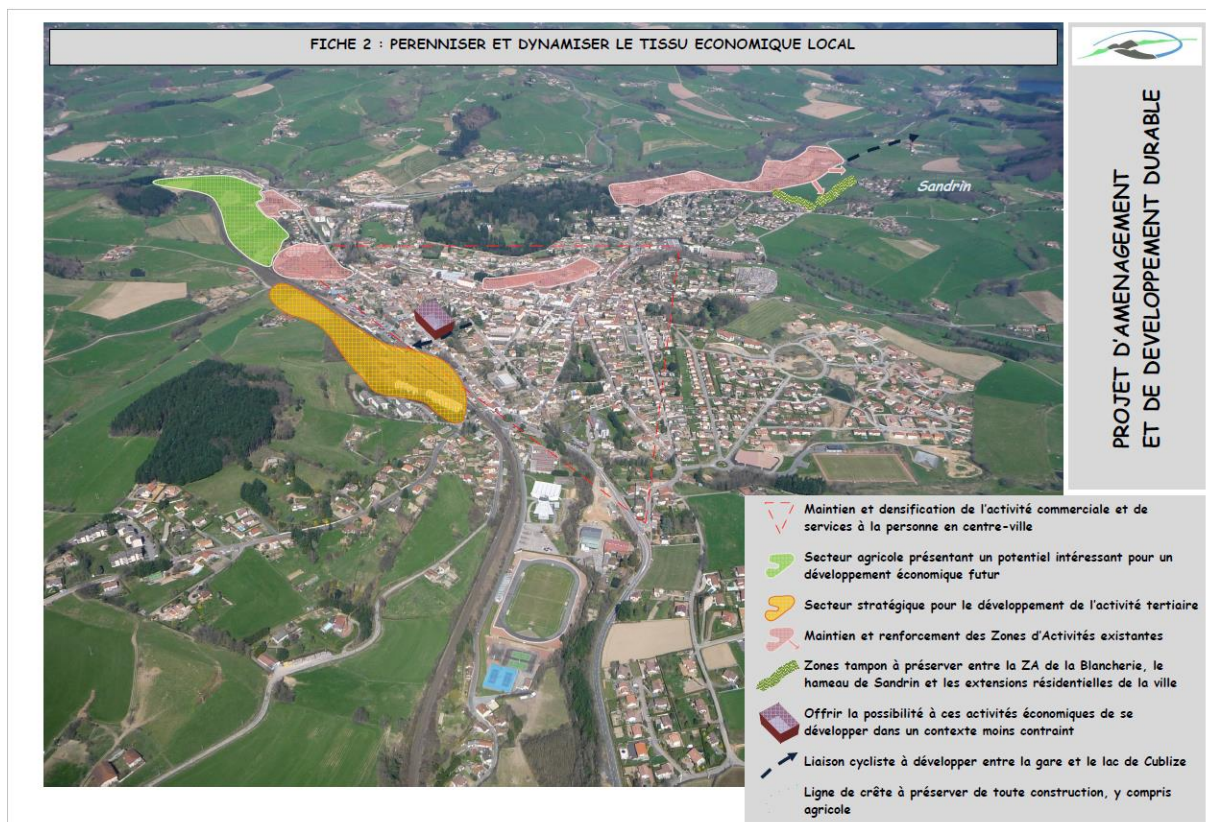 FICHE 2 : PERENNISER ET DYNAMISER LE TISSU ECONOMIQUE LOCAL
PROJET D'AMENAGEMENT
ET DE DEVELOPPEMENT DURABLE
Sandrin
Maintien et densification de l'activité commerciale et de
services à la personne en centre-ville
Secteur agricole présentant un potentiel intéressant pour un
développement économique futur
Secteur stratégique pour le développement de l'activité tertiaire
Maintien et renforcement des Zones d'Activités existantes
Zones tampon à préserver entre la ZA de la Blancherie, le
hameau de Sandrin et les extensions résidentielles de la ville
Offrir la possibilité à ces activités économiques de se
développer dans un contexte moins contraint
Liaison cycliste à développer entre la gare et le lac de Cublize
Ligne de crête à préserver de toute construction, y compris
agricole